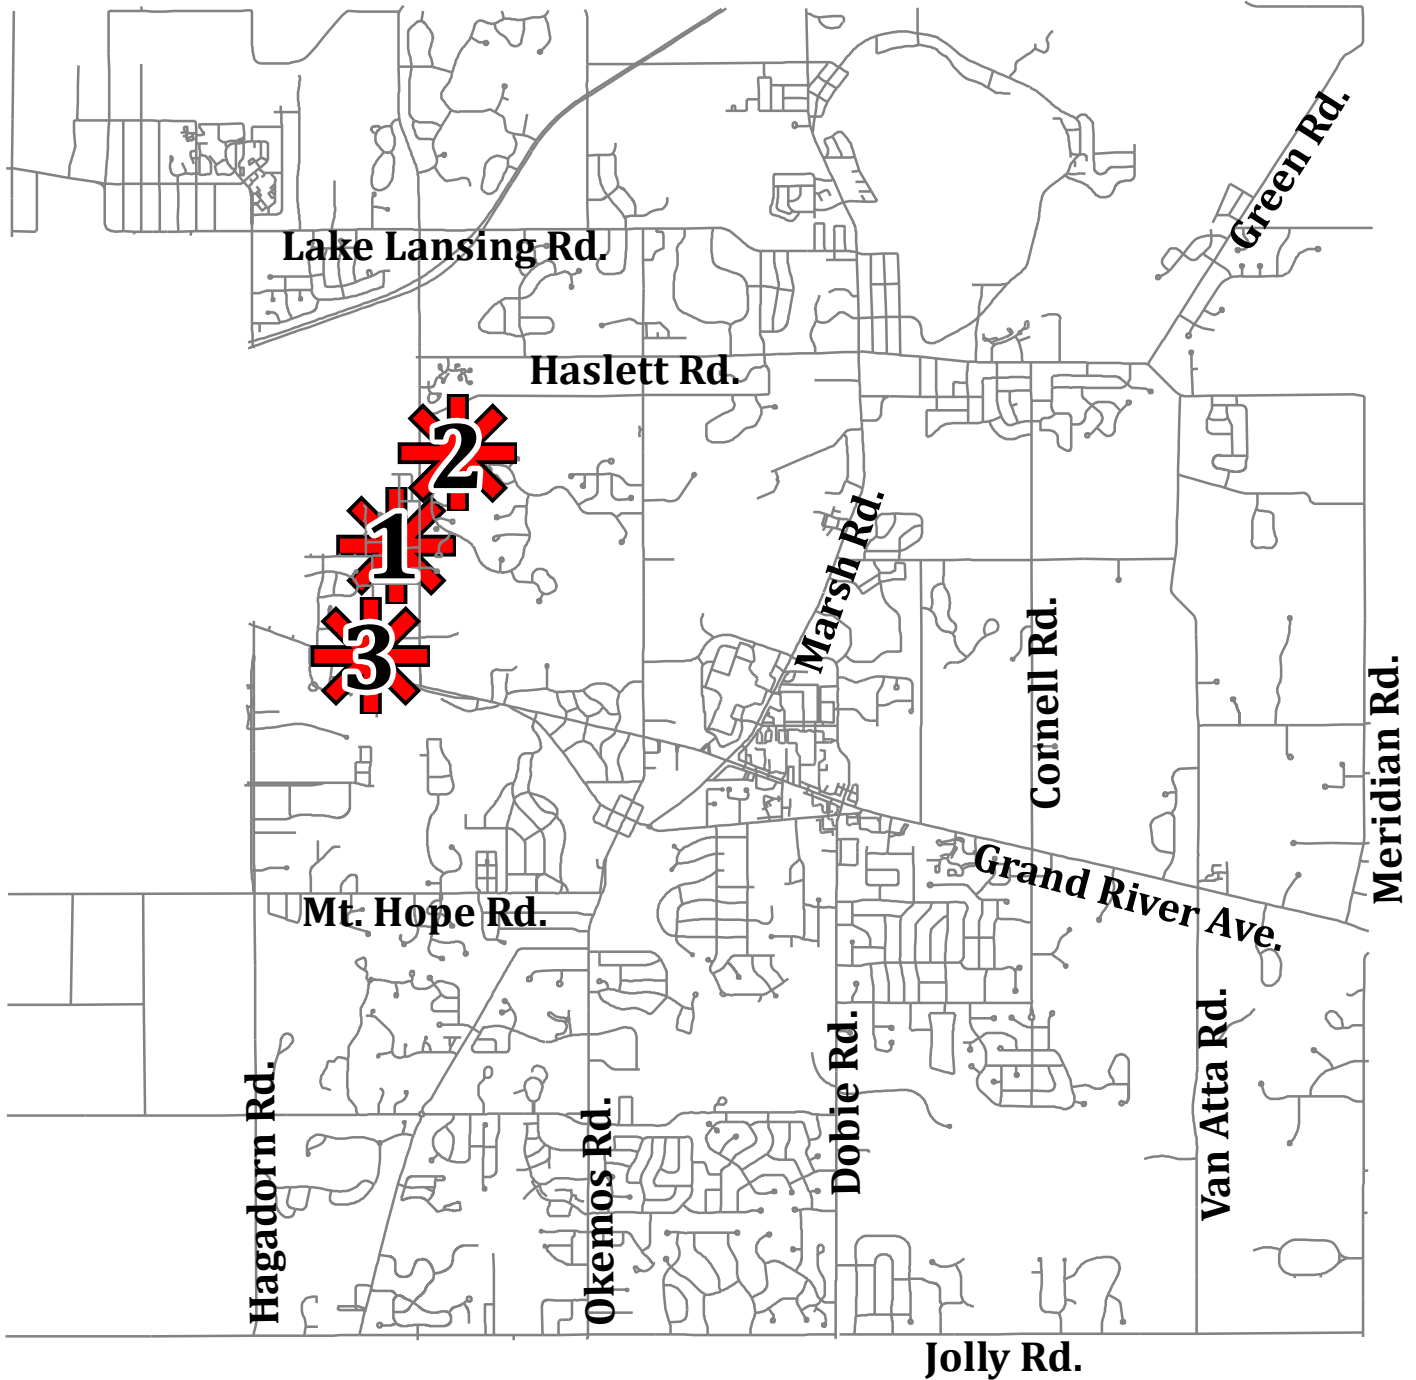 Green Rd.
Lake Lansing Rd.
Haslett Rd.
2
1
Marsh Rd.
3
Cornell Rd.
Meridian Rd.
Grand River Ave.
Mt. Hope Rd.
Van Atta Rd.
Dobie Rd.
Hagadorn Rd.
Okemos Rd.
Jolly Rd.